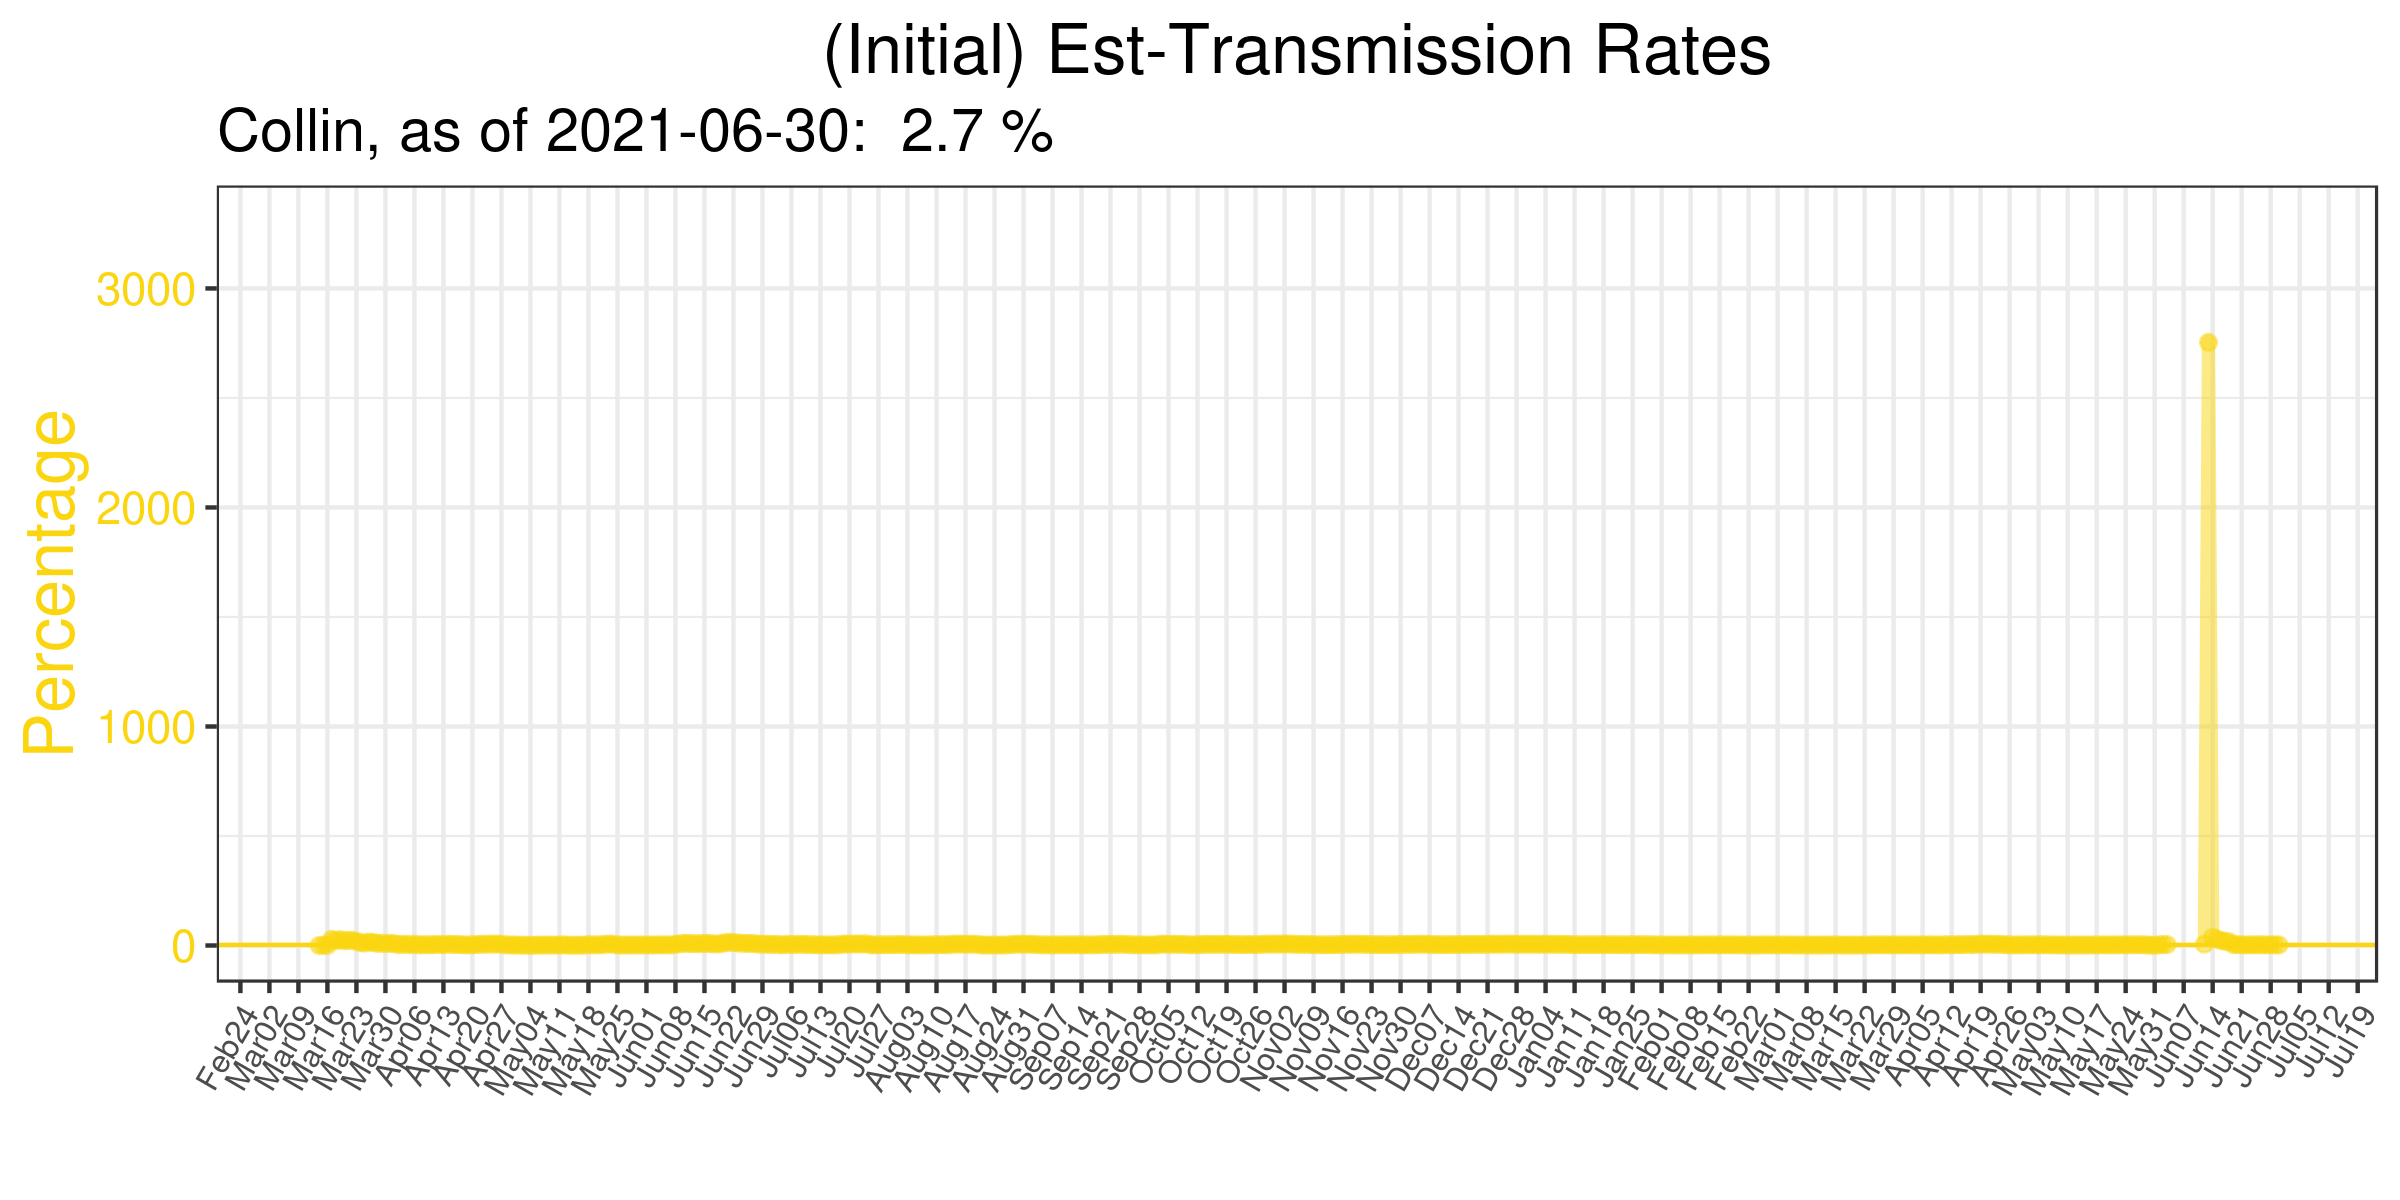 (Initial) Est-Transmission Rates
Collin, as of 2021-06-30:  2.7 %
Percentage
3000
2000
1000
0
Feb24
Mar02
Mar09
Mar16
Mar23
Mar30
Apr06
Apr13
Apr20
Apr27
May04
May11
May18
May25
Jun01
Jun08
Jun15
Jun22
Jun29
Jul06
Jul13
Jul20
Jul27
Aug03
Aug10
Aug17
Aug24
Aug31
Sep07
Sep14
Sep21
Sep28
Oct05
Oct12
Oct19
Oct26
Nov02
Nov09
Nov16
Nov23
Nov30
Dec07
Dec14
Dec21
Dec28
Jan04
Jan11
Jan18
Jan25
Feb01
Feb08
Feb15
Feb22
Mar01
Mar08
Mar15
Mar22
Mar29
Apr05
Apr12
Apr19
Apr26
May03
May10
May17
May24
May31
Jun07
Jun14
Jun21
Jun28
Jul05
Jul12
Jul19